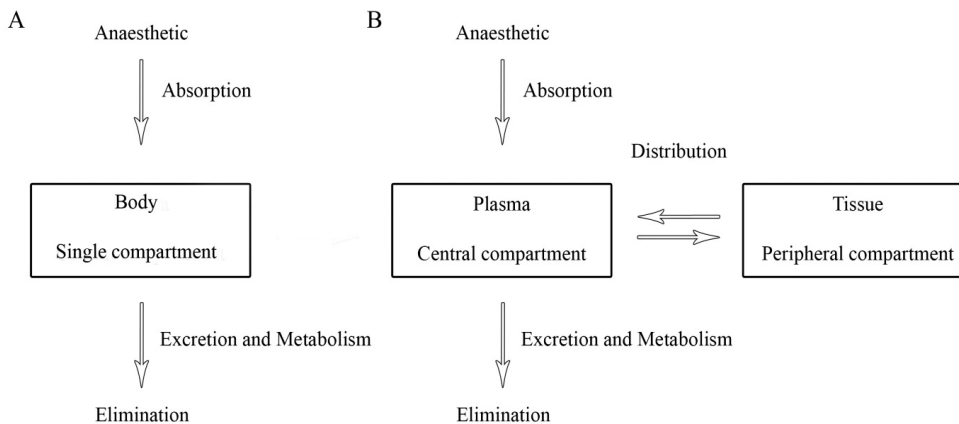 A
Anaesthetic
Absorption
Body
Single compartment
Excretion and Metabolism
Elimination
B
Anaesthetic
Absorption
Distribution
Plasma
Central compartment
Tissue
Peripheral compartment
Excretion and Metabolism
Elimination